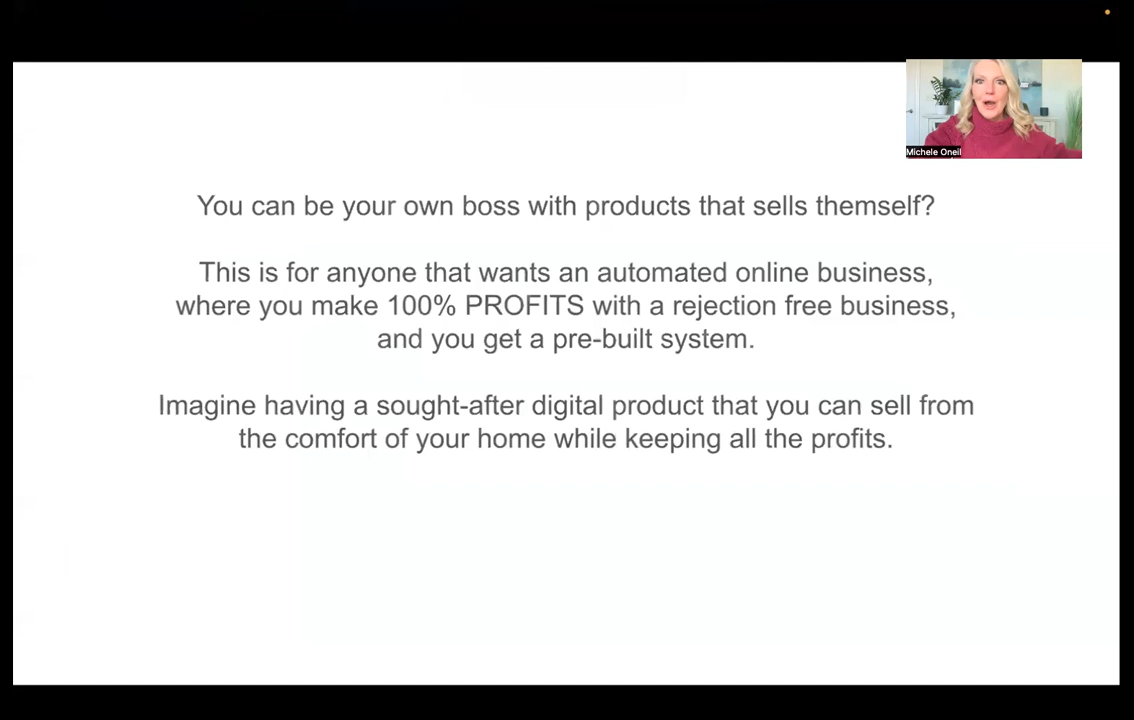 Michele Oneil
You can be your own boss with products that sells themself?
This is for anyone that wants an automated online business,
where you make 100% PROFITS with a rejection free business,
and you get a pre-built system.
Imagine having a sought-after digital product that you can sell from
the comfort of your home while keeping all the profits.